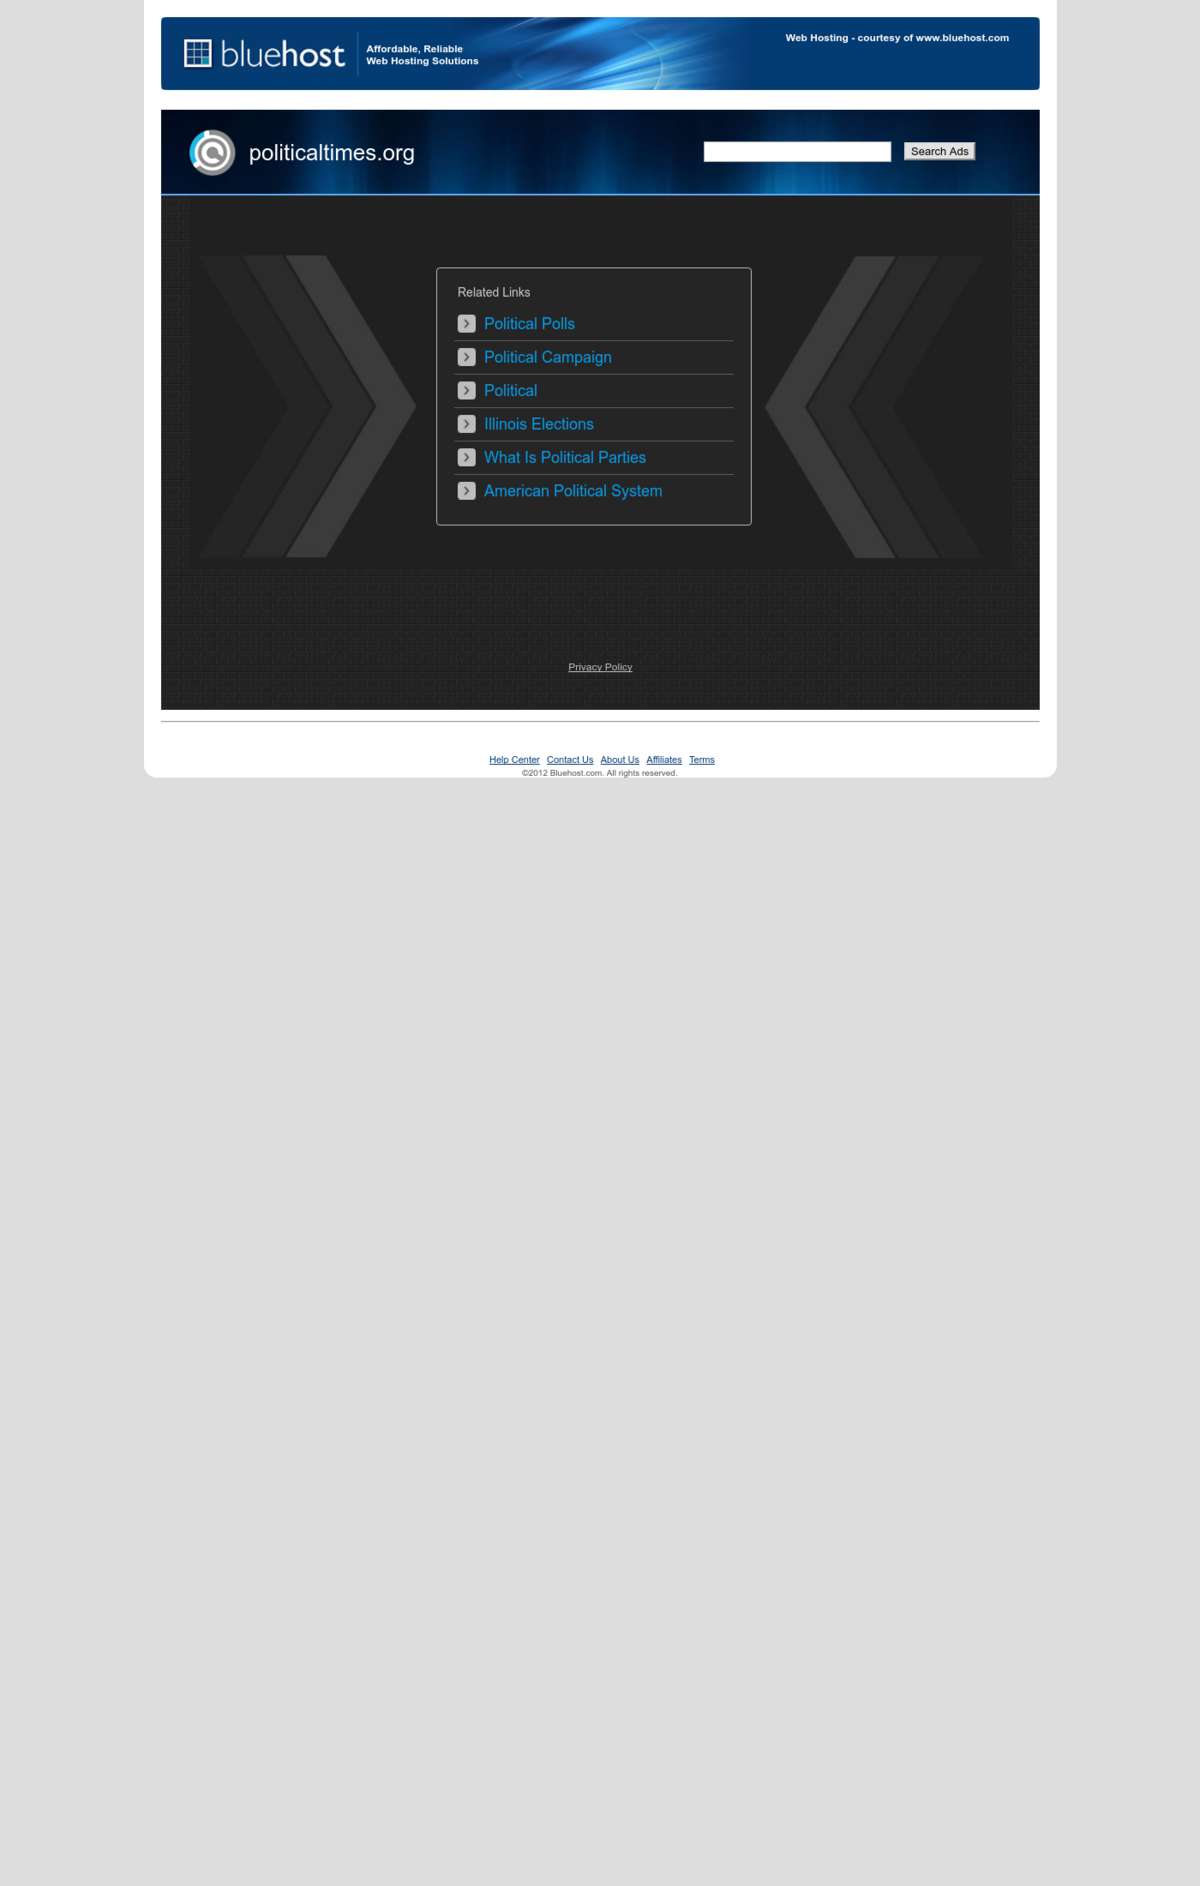 bluehost
Affordable, Reliable
Web Hosting Solutions
Web Hosting - courtesy of www.bluehost.com
politicaltimes.org
Search Ads
Related Links
Political Polls
Political Campaign
Political
Illinois Elections
What Is Political Parties
American Political System
Privacy Policy
Help Center Contact Us About Us Affiliates Terms
©2012 Bluehost.com. All rights reserved.